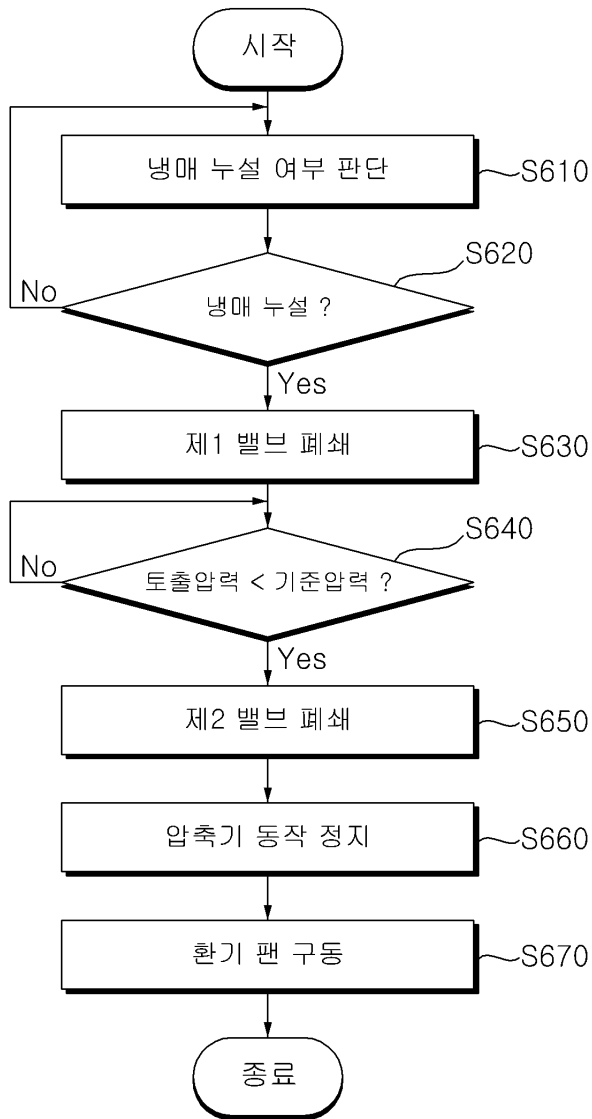 시작
냉매 누설 여부 판단
S610
S620
냉매 누설 ?
No
Yes
제1 밸브 폐쇄
S630
S640
토출압력 < 기준압력 ?
No
Yes
제2 밸브 폐쇄
S650
압축기 동작 정지
S660
환기 팬 구동
S670
종료